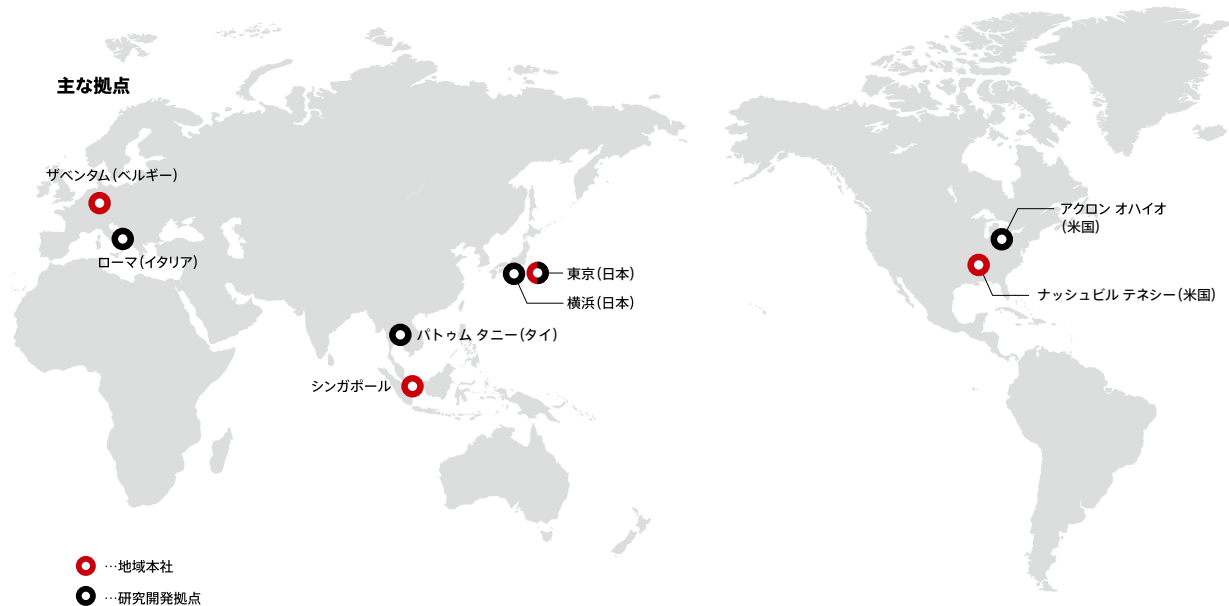 主な拠点
ザベンタム(ベルギー)
ローマ(イタリア)
アクロン オハイオ
(米国)
東京(日本)
横浜(日本)
ナッシュビル テネシー(米国)
パトゥム タニー(タイ)
シンガポール
…地域本社
…研究開発拠点